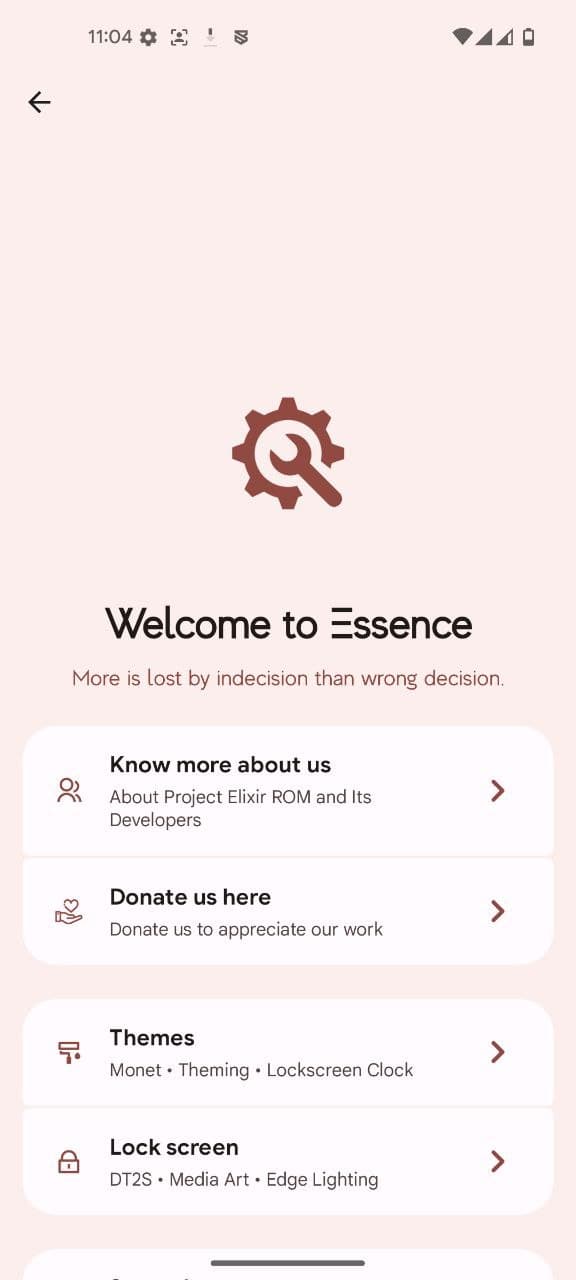 11:04
Welcome to Essence
More is lost by indecision than wrong decision.
Know more about us
About Project Elixir ROM and Its
Developers
Donate us here
Donate us to appreciate our work
Themes
Monet • Theming • Lockscreen Clock
Lock screen
DT2S • Media Art • Edge Lighting